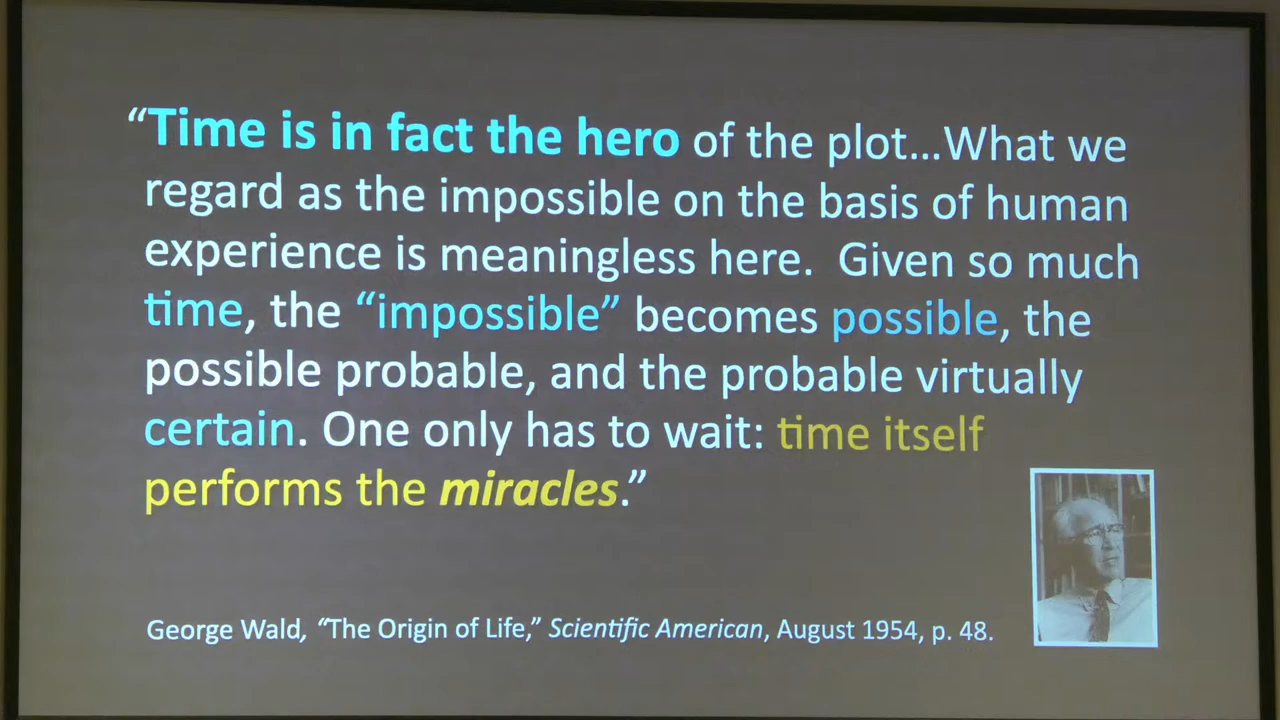 “Time is in fact the hero of the plot...What we
regard as the impossible on the basis of human
experience is meaningless here. Given so much
time, the “impossible” becomes possible, the
possible probable, and the probable virtually
certain. One only has to wait: time itself
performs the miracles.”
George Wald, “The Origin of Life,” Scientific American, August 1954, p. 48.